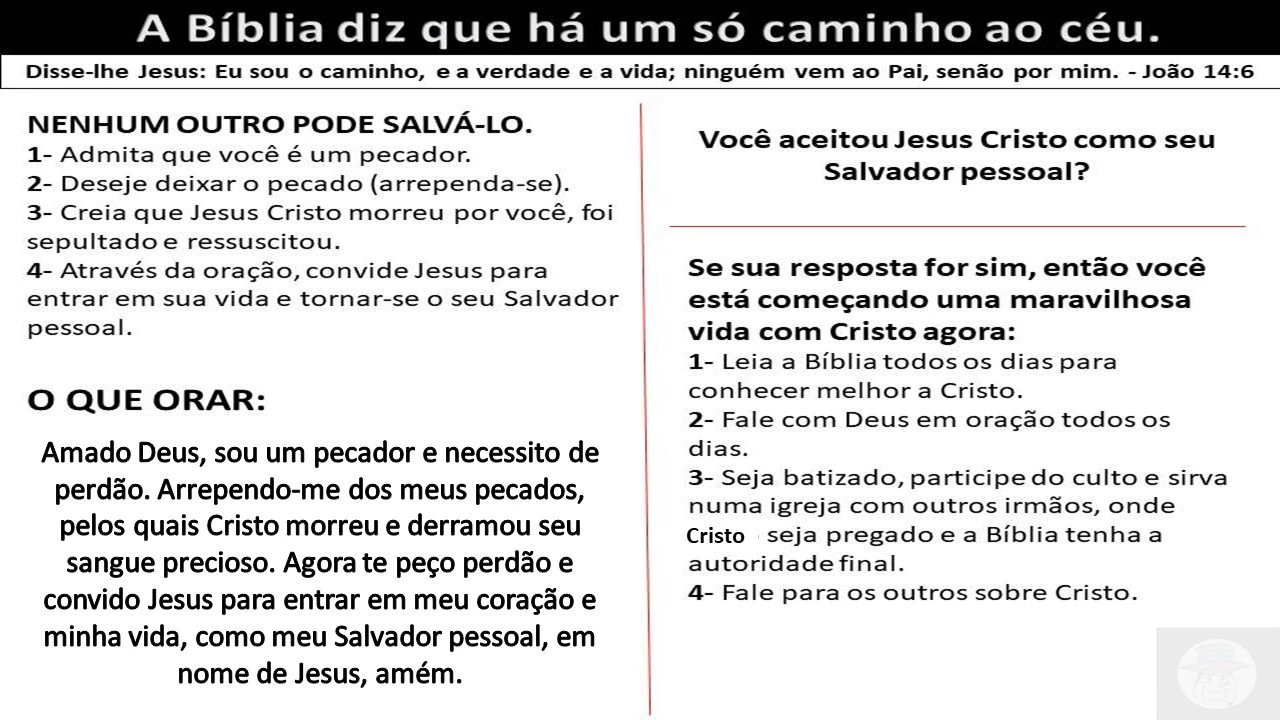 A Bíblia diz que há um só caminho ao céu.
Disse-lhe Jesus: Eu sou o caminho, e a verdade e a vida; ninguém vem ao Pai, senão por mim. - João 14:6
NENHUM OUTRO PODE SALVÁ-LO.
1- Admita que você é um pecador.
2- Deseje deixar o pecado (arrependa-se).
3- Creia que Jesus Cristo morreu por você, foi
sepultado e ressuscitou.
4- Através da oração, convide Jesus para
entrar em sua vida e tornar-se o seu Salvador
pessoal.
O QUE ORAR:
Amado Deus, sou um pecador e necessito de
perdão. Arrependo-me dos meus pecados,
pelos quais Cristo morreu e derramou seu
sangue precioso. Agora te peço perdão e
convido Jesus para entrar em meu coração e
minha vida, como meu Salvador pessoal, em
nome de Jesus, amém.
Você aceitou Jesus Cristo como seu
Salvador pessoal?
Se sua resposta for sim, então você
está começando uma maravilhosa
vida com Cristo agora:
1- Leia a Bíblia todos os dias para
conhecer melhor a Cristo.
2- Fale com Deus em oração todos os
dias.
3- Seja batizado, participe do culto e sirva
numa igreja com outros irmãos, onde
Cristo seja pregado e a Bíblia tenha a
autoridade final.
4- Fale para os outros sobre Cristo.